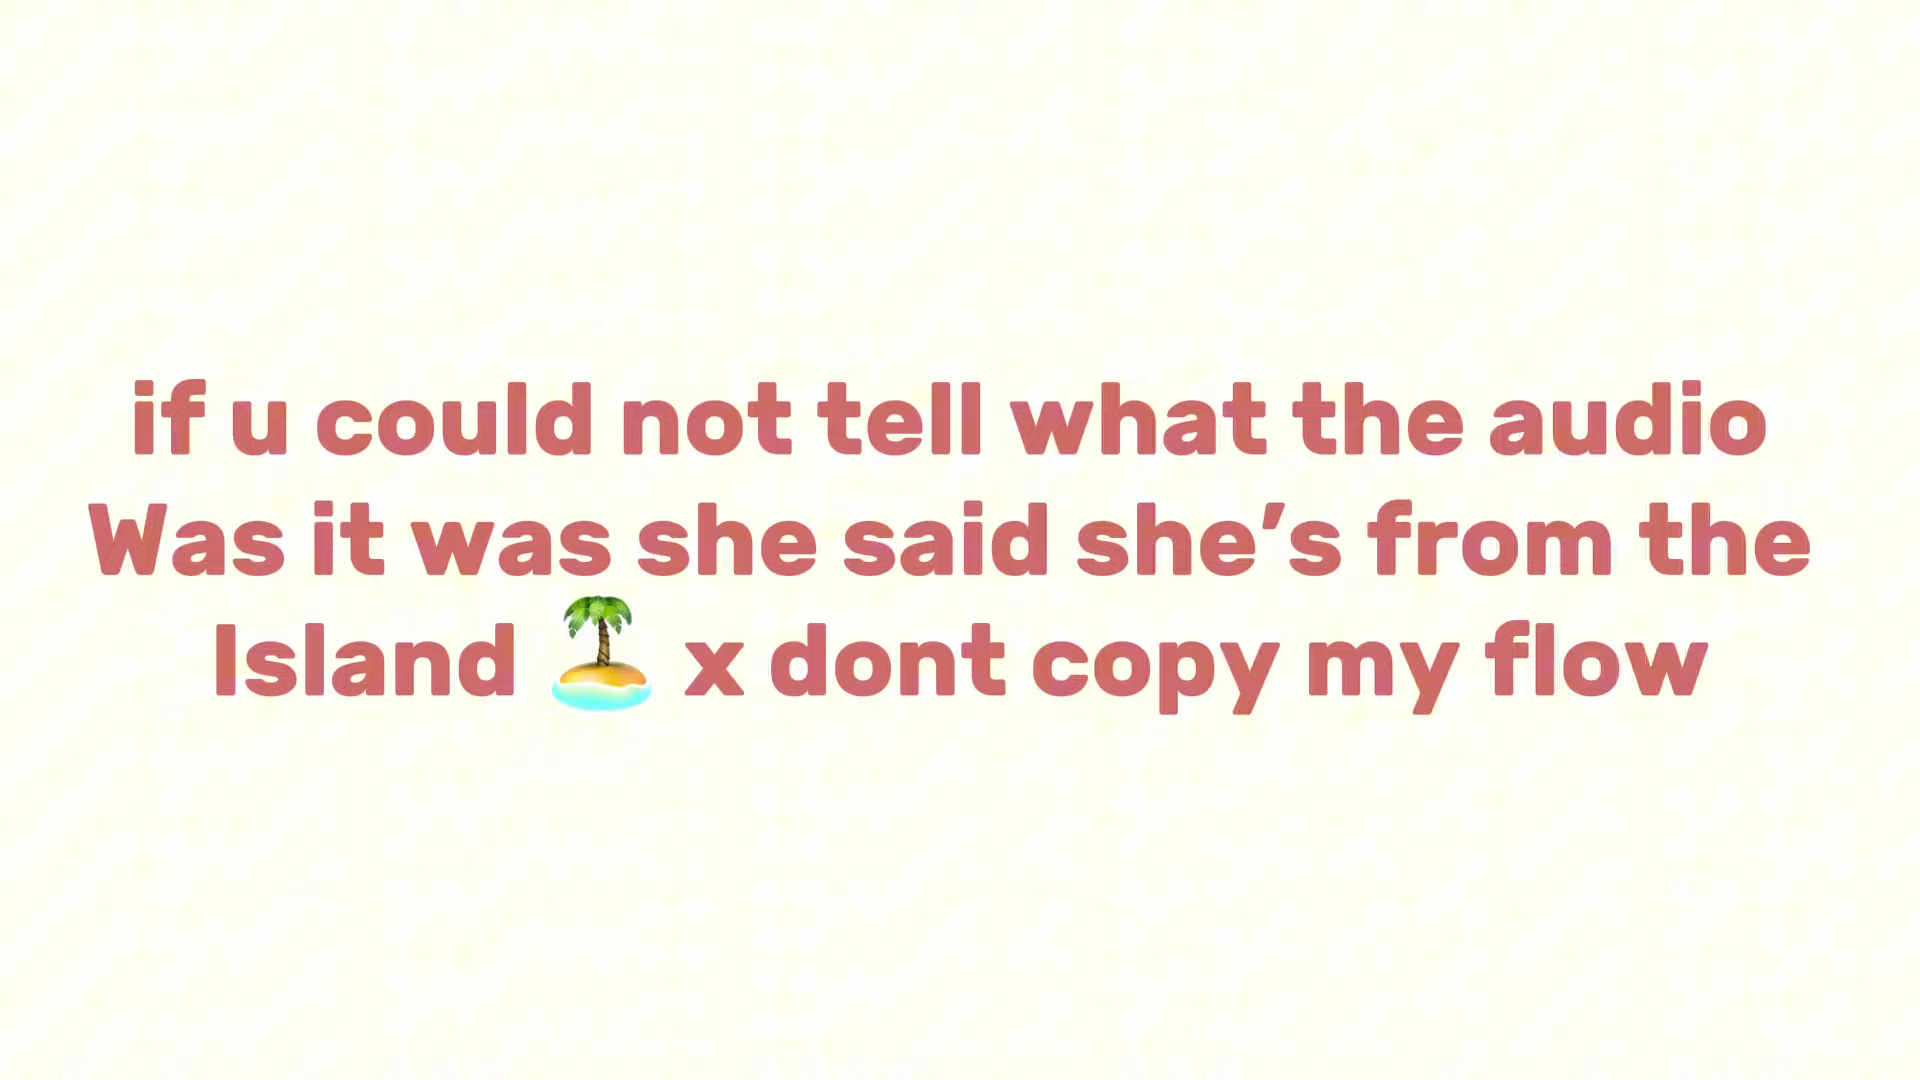 if u could not tell what the audio
Was it was she said she’s from the
Island 🏝️ x dont copy my flow